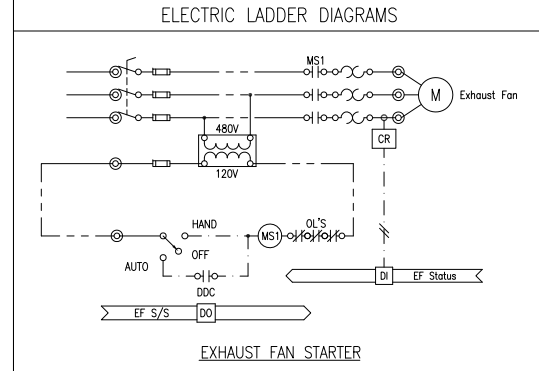 ELECTRIC LADDER DIAGRAMS
MS1
M
Exhaust Fan
480V
CR
120V
HAND
OL'S
MS1
OFF
AUTO
DDC
DI
EF Status
EF S/S
DO
EXHAUST FAN STARTER